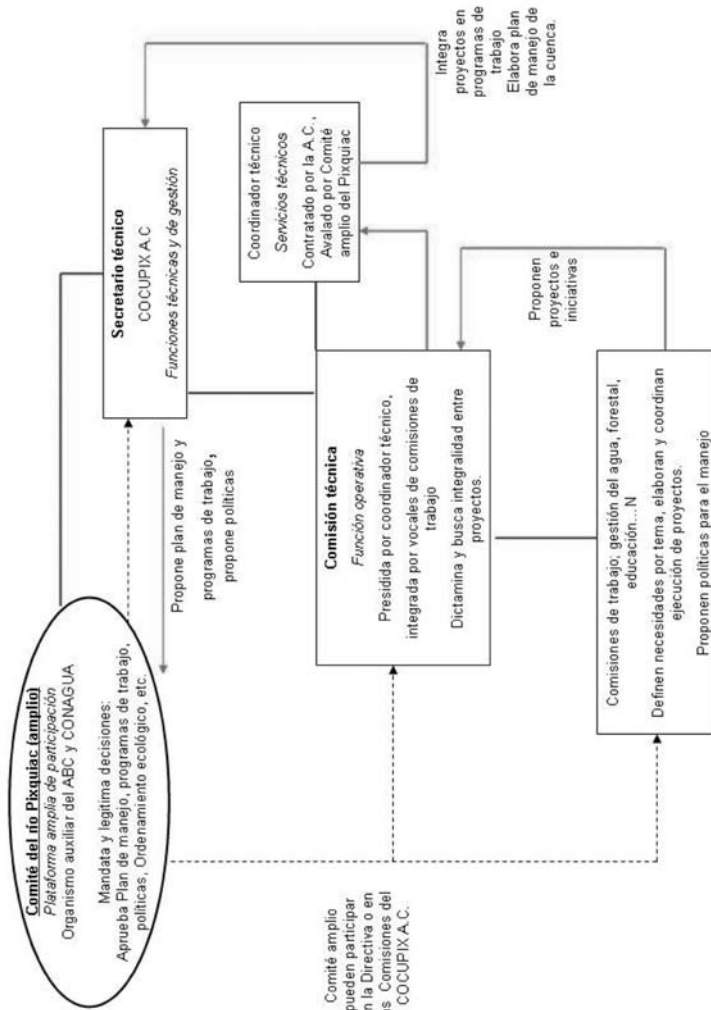 Comité del río Pixquiac (amplio)
Plataforma amplia de participación
Organismo auxiliar del ABC y CONAGUA
Mandata y legitima decisiones:
Aprueba Plan de manejo, programas de trabajo,
políticas, Ordenamiento ecológico, etc.
Secretario técnico
COCUPIX A.C
Funciones técnicas y de gestión
Propone plan de manejo y
programas de trabajo,
propone políticas
Coordinador técnico
Servicios técnicos
Contratado por la A.C.,
Avalado por Comité
amplio del Pixquiac
Integra
proyectos en
programas de
trabajo
Elabora plan
de manejo de
la cuenca.
Comisión técnica
Función operativa
Presidida por coordinador técnico,
integrada por vocales de comisiones de
trabajo
Dictamina y busca integralidad entre
proyectos.
Proponen
proyectos e
iniciativas
Comisiones de trabajo; gestión del agua, forestal,
educación...N
Definen necesidades por tema, elaboran y coordinan
ejecución de proyectos.
Proponen políticas para el manejo
Comité amplio
pueden participar
n la Directiva o en
as Comisiones del
COCUPIX A.C.